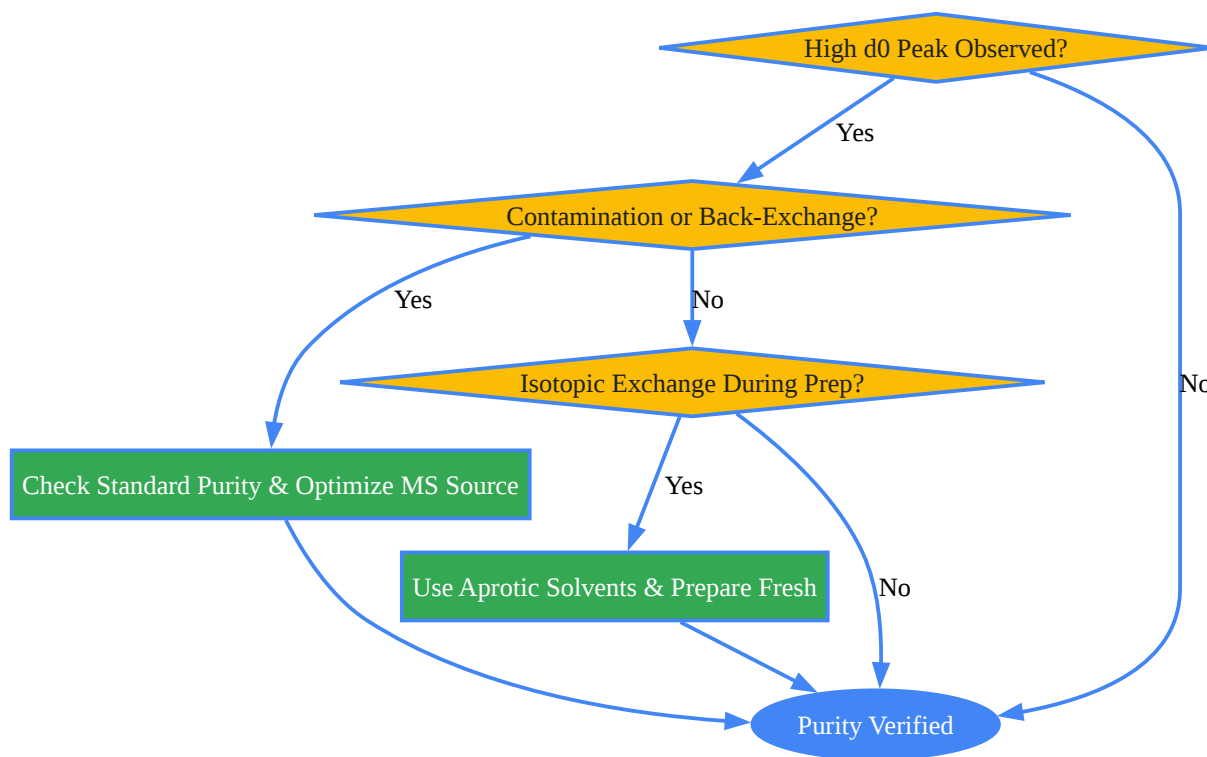 High d0 Peak Observed?
Yes
Contamination or Back-Exchange?
Yes
No
Isotopic Exchange During Prep?
No
Check Standard Purity & Optimize MS Source
Yes
Use Aprotic Solvents & Prepare Fresh
No
Purity Verified